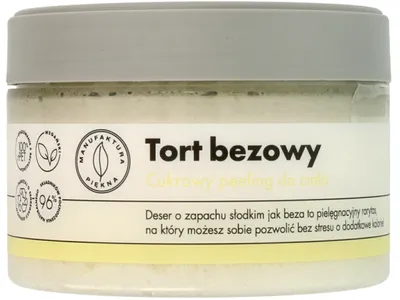 MANUFAKTURA PIĘKNA
Tort bezowy
Cukrowy peeling do ciała
Deser o zapachu słodkim jak beza to pielęgnacyjny rarytas,
na który możesz sobie pozwolić bez stresu o dodatkowe kalorie!
100%
96%